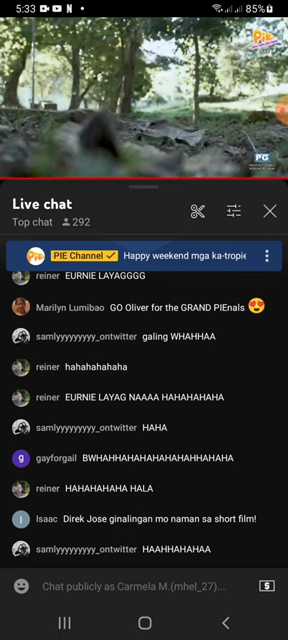 5:33
85%
Pie
PG
Live chat
Top chat 292
Pie PIE Channel Happy weekend mga ka-tropie
reiner EURNIE LAYAGGGG
Marilyn Lumibao GO Oliver for the GRAND PIEnals 😍
samlyyyyyyyyy_ontwitter galing WHAHHAA
reiner hahahahahaha
reiner EURNIE LAYAG NAAAA HAHAHAHAHA
samlyyyyyyyyy_ontwitter HAHA
g gayforgail BWHAHHAHAHAHAHAHAHHAHAHA
reiner HAHAHAHAHA HALA
I Isaac Direk Jose ginalingan mo naman sa short film!
samlyyyyyyyyy_ontwitter HAAHHAHAHAA
Chat publicly as Carmela M.(mhel_27)...